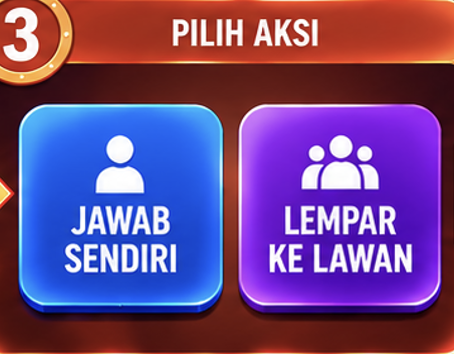 3
PILIH AKSI
JAWAB
SENDIRI
LEMPAR
KE LAWAN